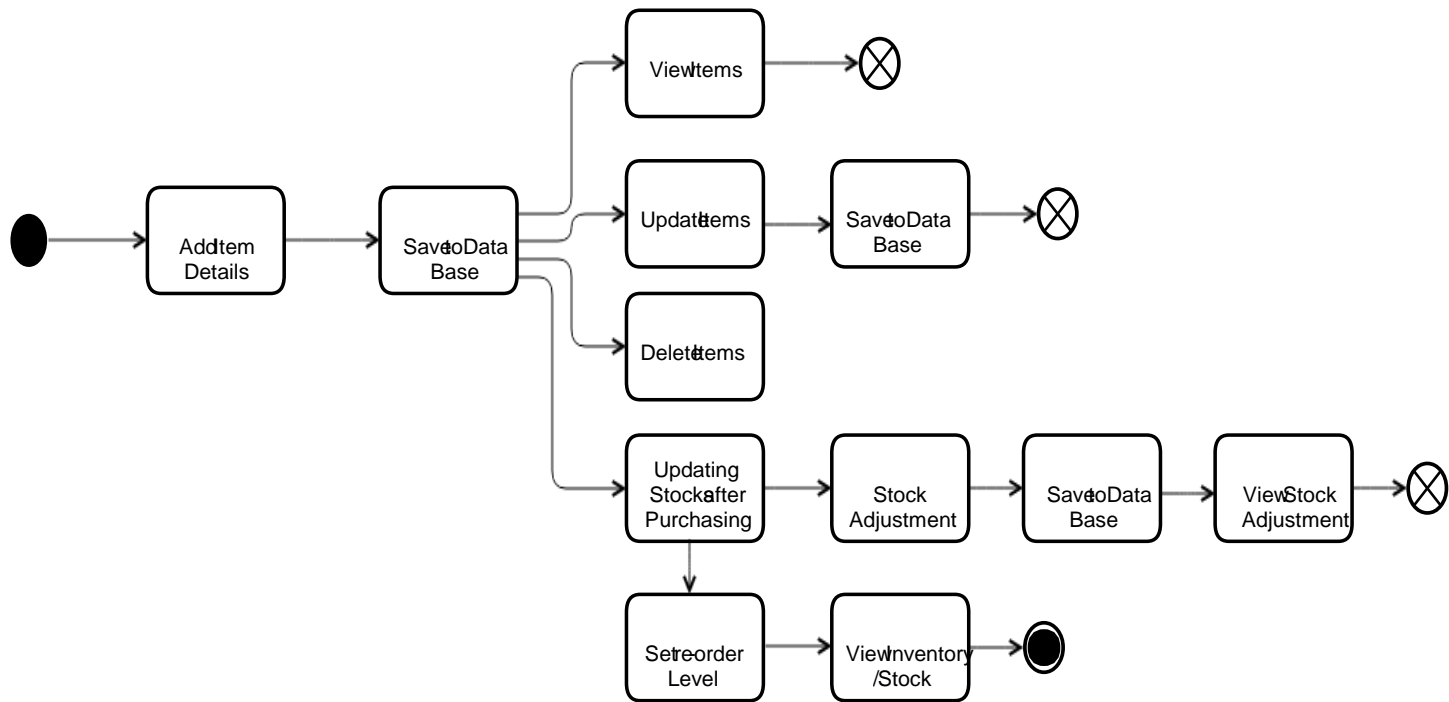 View Items
Add Item
Details
Save to Data
Base
Update Items
Save to Data
Base
Delete Items
Updating
Stocks after
Purchasing
Stock
Adjustment
Save to Data
Base
View Stock
Adjustment
Set re-order
Level
View Inventory
/Stock